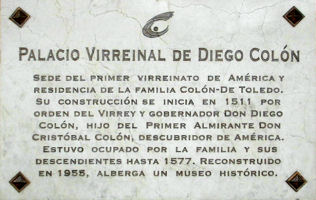 PALACIO VIRREINAL DE DIEGO COLÓN
SEDE DEL PRIMER VIRREINATO DE AMÉRICA Y
RESIDENCIA DE LA FAMILIA COLÓN-DE TOLEDO.
SU CONSTRUCCIÓN SE INICIA EN 1511 POR
ORDEN DEL VIRREY Y GOBERNADOR DON DIEGO
COLÓN, HIJO DEL PRIMER ALMIRANTE DON
CRISTÓBAL COLÓN, DESCUBRIDOR DE AMÉRICA.
ESTUVO OCUPADO POR LA FAMILIA Y SUS
DESCENDIENTES HASTA 1577. RECONSTRUIDO
EN 1955, ALBERGA UN MUSEO HISTÓRICO.